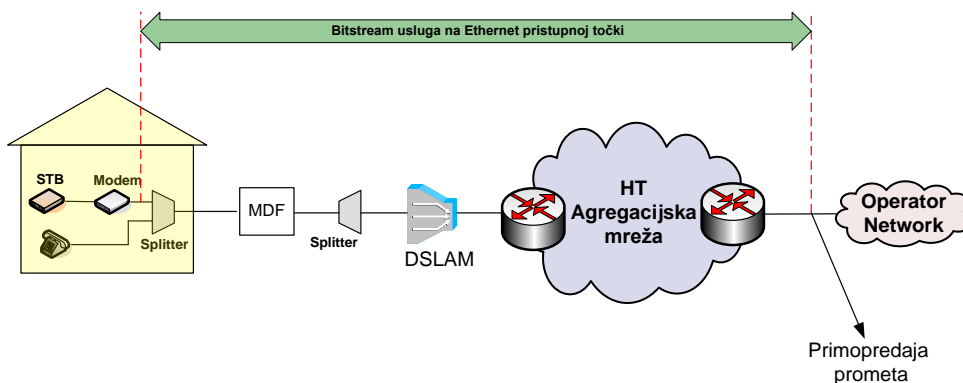 Bitstream usluga na Ethernet pristupnoj točki
STB
Modem
Splitter
MDF
Splitter
DSLAM
HT
Agregacijska
mreža
Operator
Network
Primopredaja
prometa